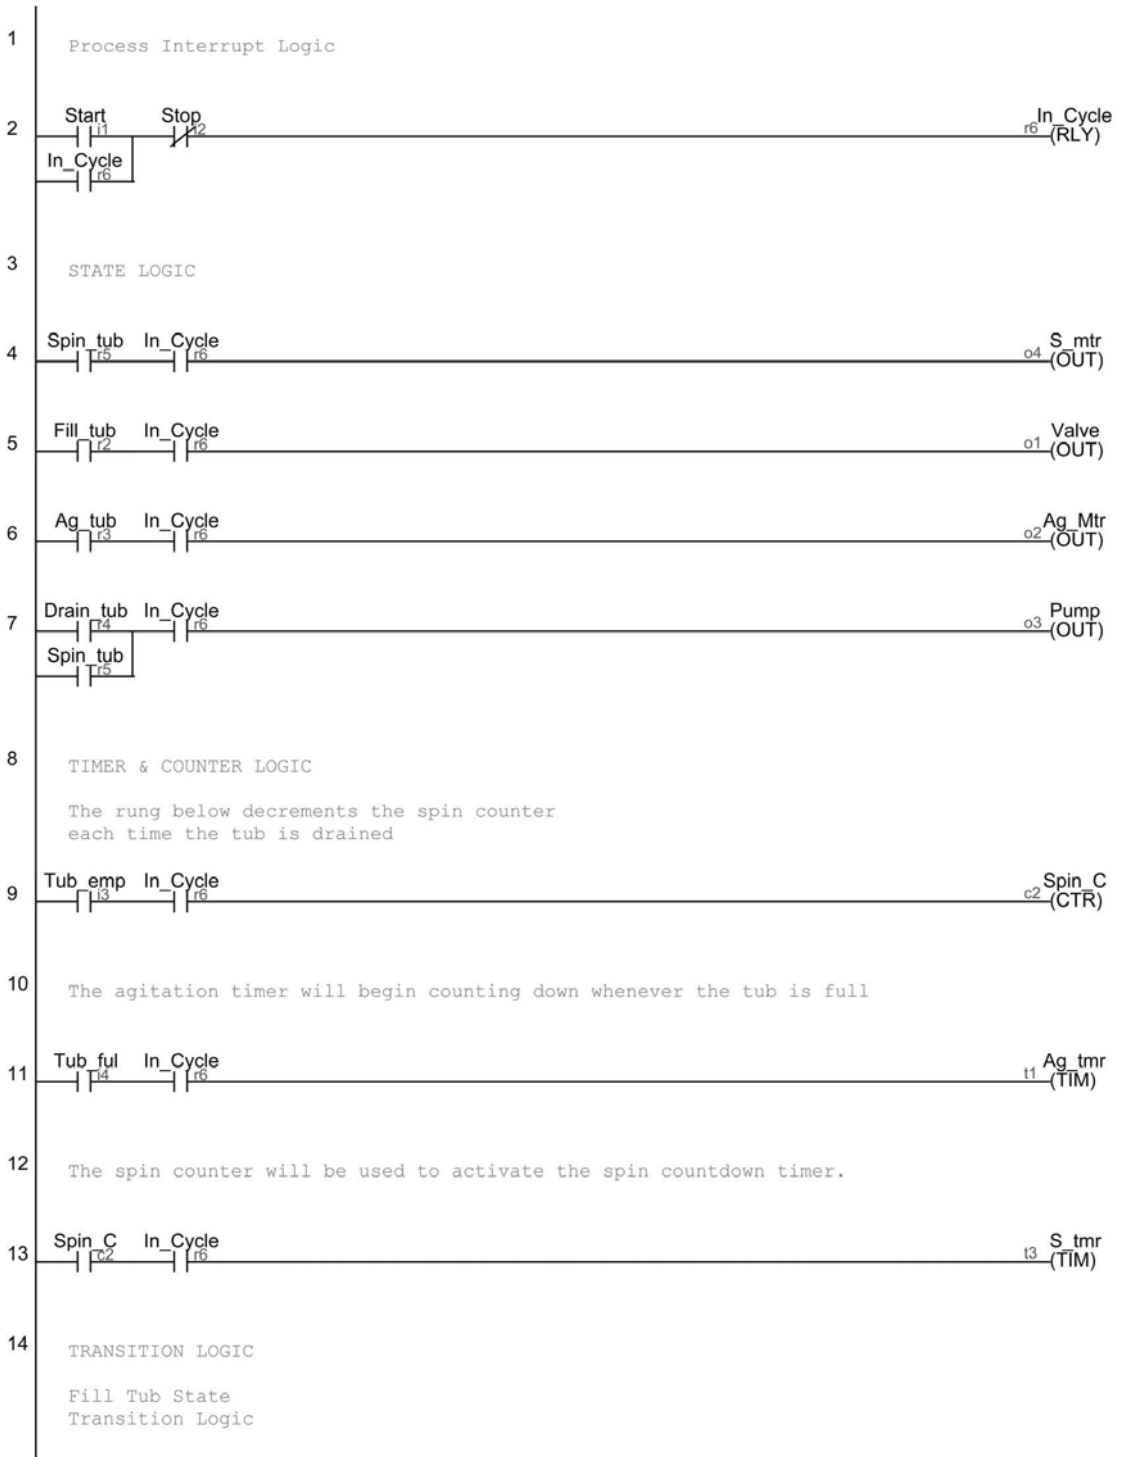 1
Process Interrupt Logic
Start Stop In_Cycle
2 i1 i2 r6 (RLY)
In_Cycle
r6
3
STATE LOGIC
Spin_tub In_Cycle S_mtr
4 r5 r6 o4 (OUT)
Fill_tub In_Cycle Valve
5 r2 r6 o1 (OUT)
Ag_tub In_Cycle Ag_Mtr
6 r3 r6 o2 (OUT)
Drain_tub In_Cycle Pump
7 r4 r6 o3 (OUT)
Spin_tub
r5
8
TIMER & COUNTER LOGIC
The rung below decrements the spin counter
each time the tub is drained
Tub_emp In_Cycle Spin_C
9 i3 r6 c2 (CTR)
10
The agitation timer will begin counting down whenever the tub is full
Tub_ful In_Cycle Ag_tmr
11 i4 r6 t1 (TIM)
12
The spin counter will be used to activate the spin countdown timer.
Spin_C In_Cycle S_tmr
13 c2 r6 t3 (TIM)
14
TRANSITION LOGIC
Fill Tub State
Transition Logic